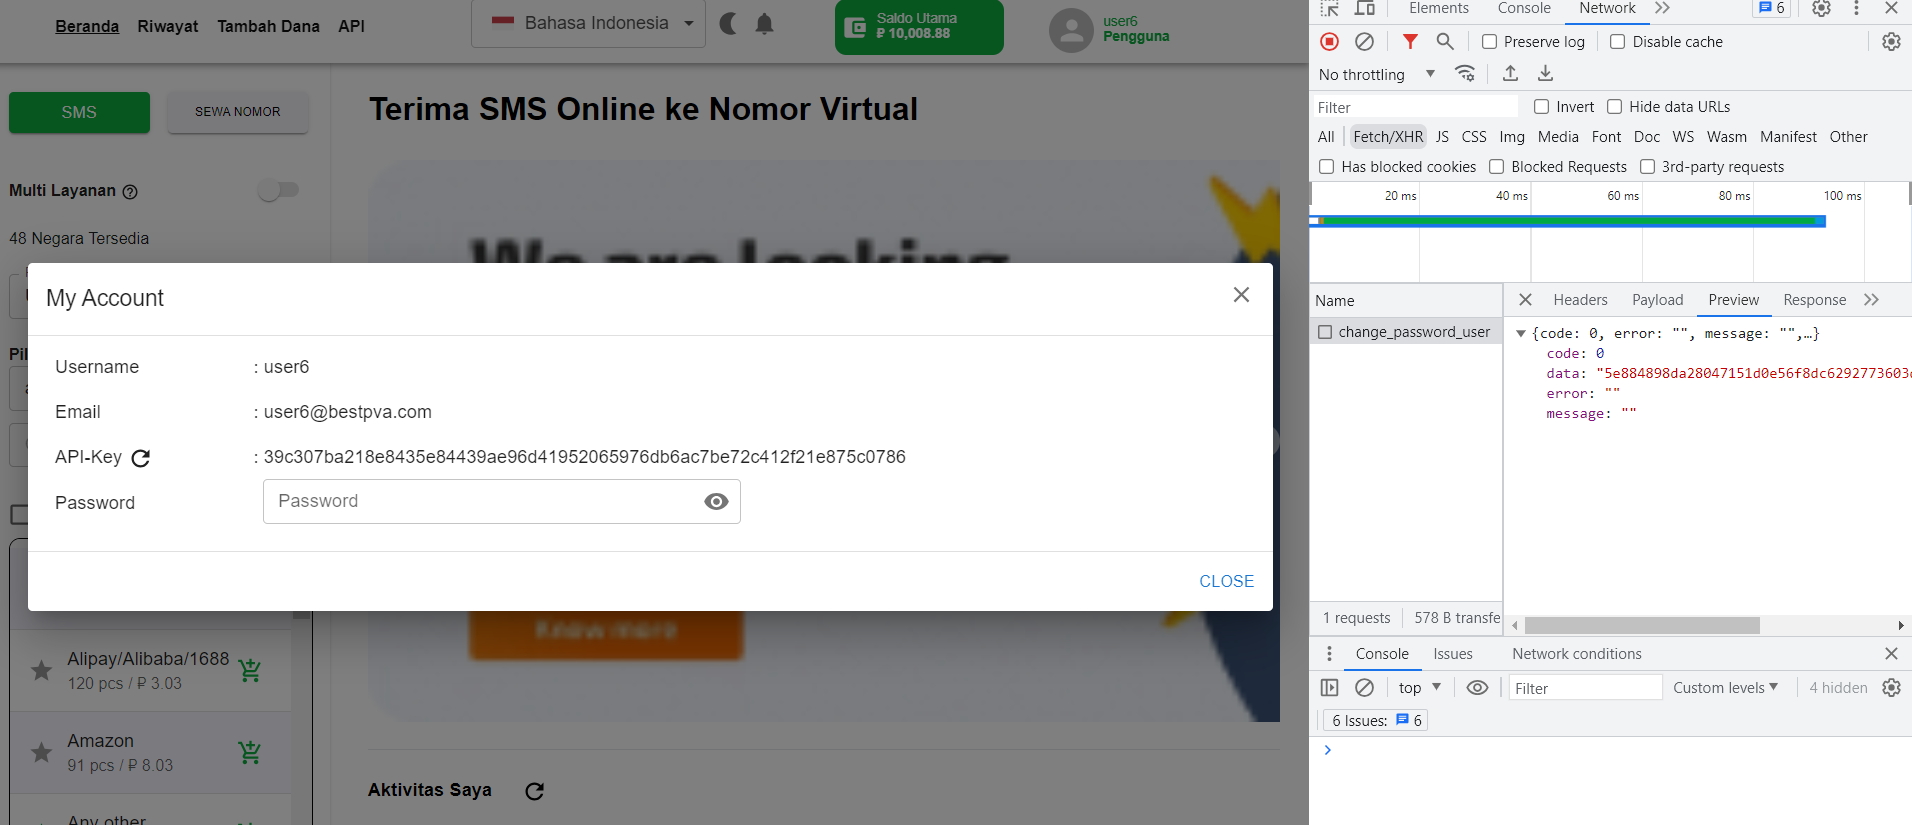 Beranda Riwayat Tambah Dana API
Bahasa Indonesia
Saldo Utama
₽ 10,008.88
user6
Pengguna
SMS
SEWA NOMOR
Multi Layanan
48 Negara Tersedia
Terima SMS Online ke Nomor Virtual
We are looking
My Account
Username : user6
Email : user6@bestpva.com
API-Key : 39c307ba218e8435e84439ae96d41952065976db6ac7be72c412f21e875c0786
Password Password
CLOSE
Know more
Alipay/Alibaba/1688
120 pcs / ₽ 3.03
Amazon
91 pcs / ₽ 8.03
Any other
Aktivitas Saya
Elements Console Network 6
Preserve log Disable cache
No throttling
Filter Invert Hide data URLs
All Fetch/XHR JS CSS Img Media Font Doc WS Wasm Manifest Other
Has blocked cookies Blocked Requests 3rd-party requests
20 ms 40 ms 60 ms 80 ms 100 ms
Name Headers Payload Preview Response
change_password_user
{code: 0, error: "", message: "",…}
code: 0
data: "5e884898da28047151d0e56f8dc6292773603
error: ""
message: ""
1 requests 578 B transfe
Console Issues Network conditions
top Filter Custom levels 4 hidden
6 Issues: 6